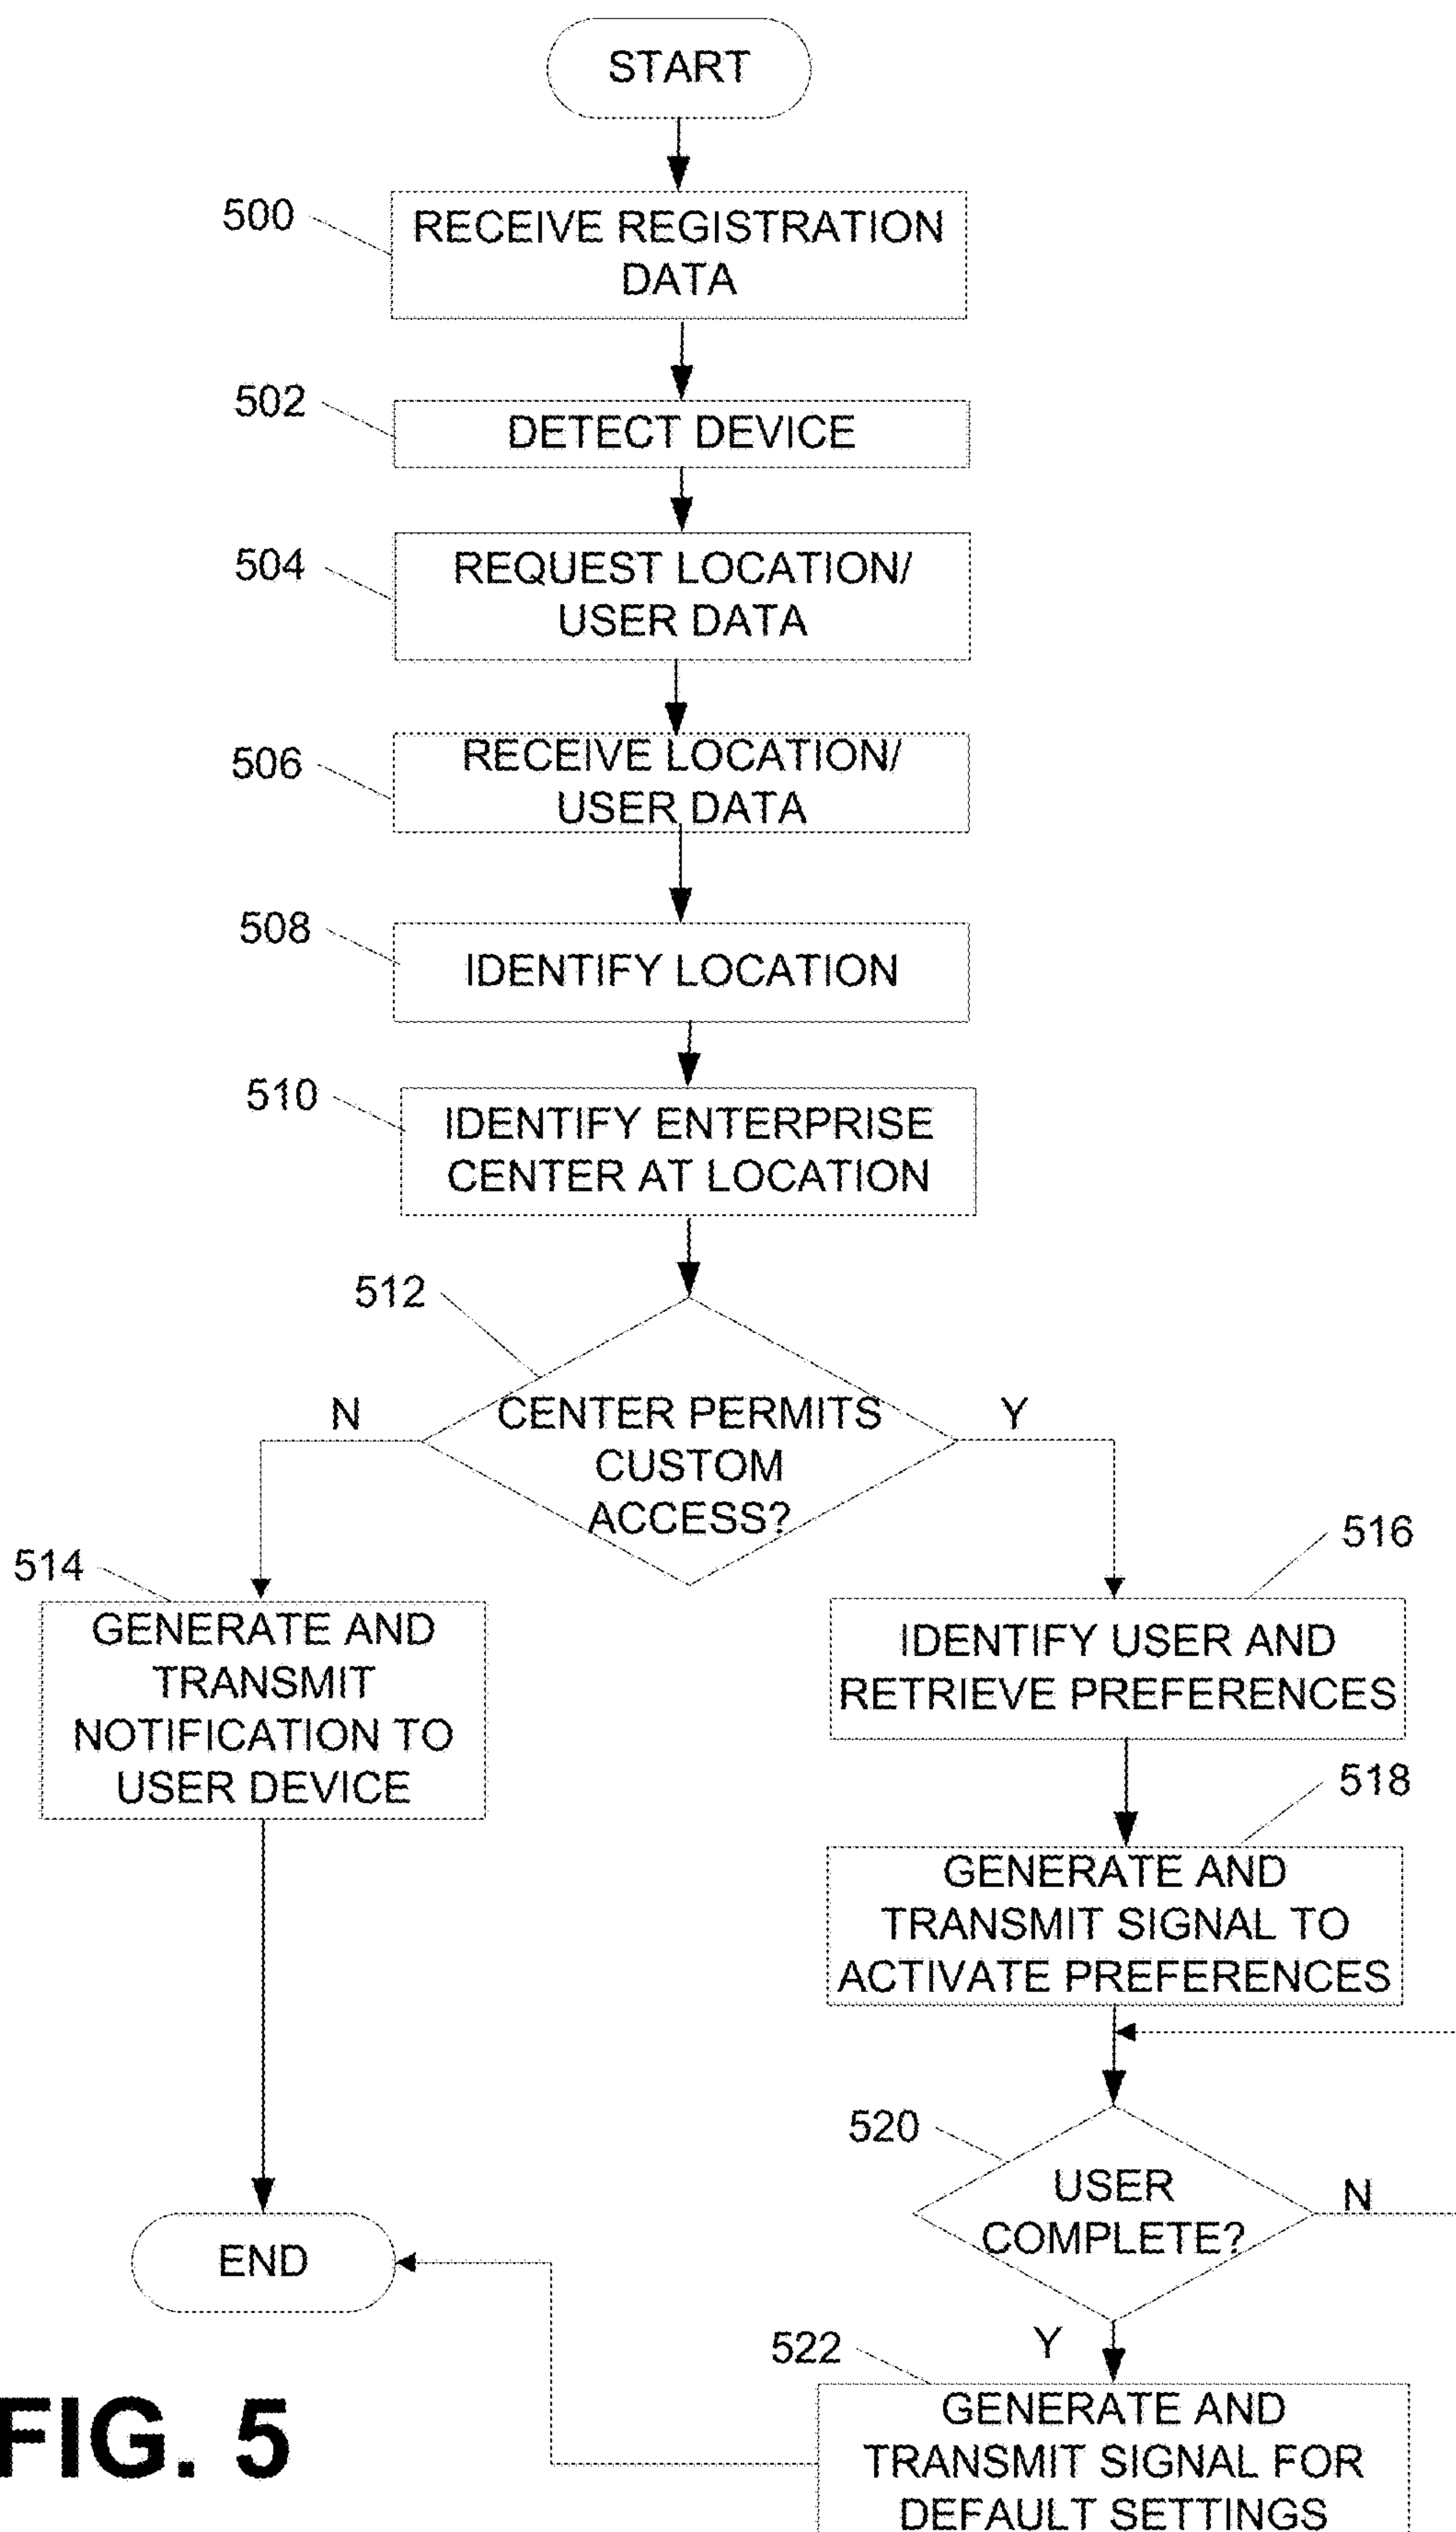 START
500
RECEIVE REGISTRATION
DATA
502
DETECT DEVICE
504
REQUEST LOCATION/
USER DATA
506
RECEIVE LOCATION/
USER DATA
508
IDENTIFY LOCATION
510
IDENTIFY ENTERPRISE
CENTER AT LOCATION
512
N
CENTER PERMITS
CUSTOM
ACCESS?
Y
514
GENERATE AND
TRANSMIT
NOTIFICATION TO
USER DEVICE
516
IDENTIFY USER AND
RETRIEVE PREFERENCES
518
GENERATE AND
TRANSMIT SIGNAL TO
ACTIVATE PREFERENCES
520
USER
COMPLETE?
N
END
Y
522
GENERATE AND
TRANSMIT SIGNAL FOR
DEFAULT SETTINGS
FIG. 5